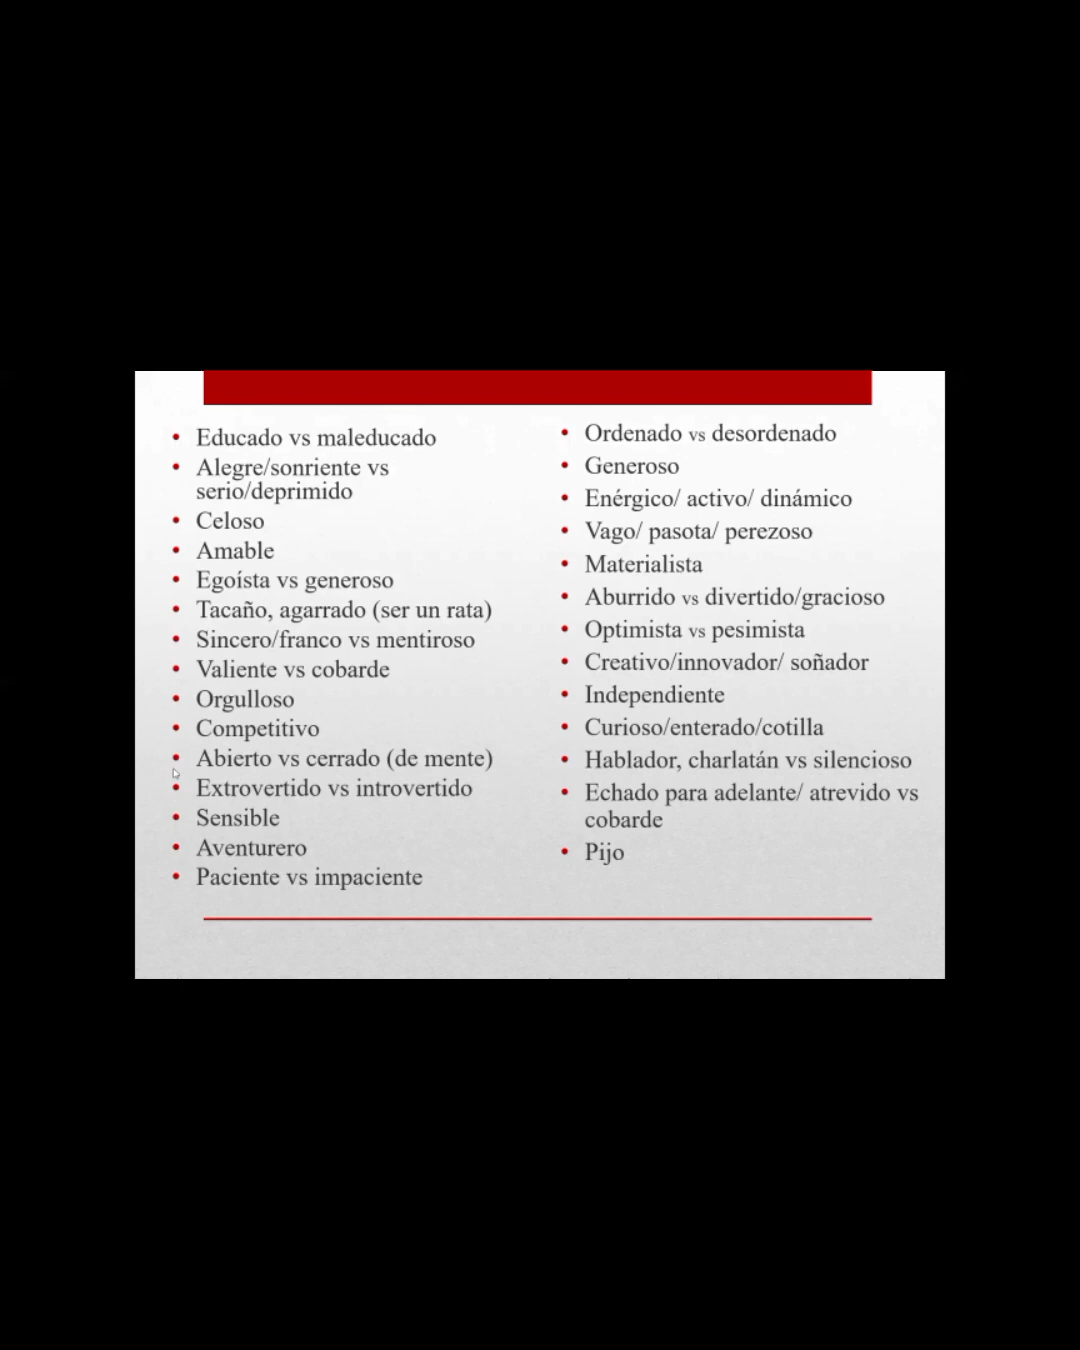 Educado vs maleducado
Alegre/sonriente vs
serio/deprimido
Celoso
Amable
Egoísta vs generoso
Tacaño, agarrado (ser un rata)
Sincero/franco vs mentiroso
Valiente vs cobarde
Orgulloso
Competitivo
Abierto vs cerrado (de mente)
Extrovertido vs introvertido
Sensible
Aventurero
Paciente vs impaciente
Ordenado vs desordenado
Generoso
Enérgico/ activo/ dinámico
Vago/ pasota/ perezoso
Materialista
Aburrido vs divertido/gracioso
Optimista vs pesimista
Creativo/innovador/ soñador
Independiente
Curioso/enterado/cotilla
Hablador, charlatán vs silencioso
Echado para adelante/ atrevido vs
cobarde
Pijo